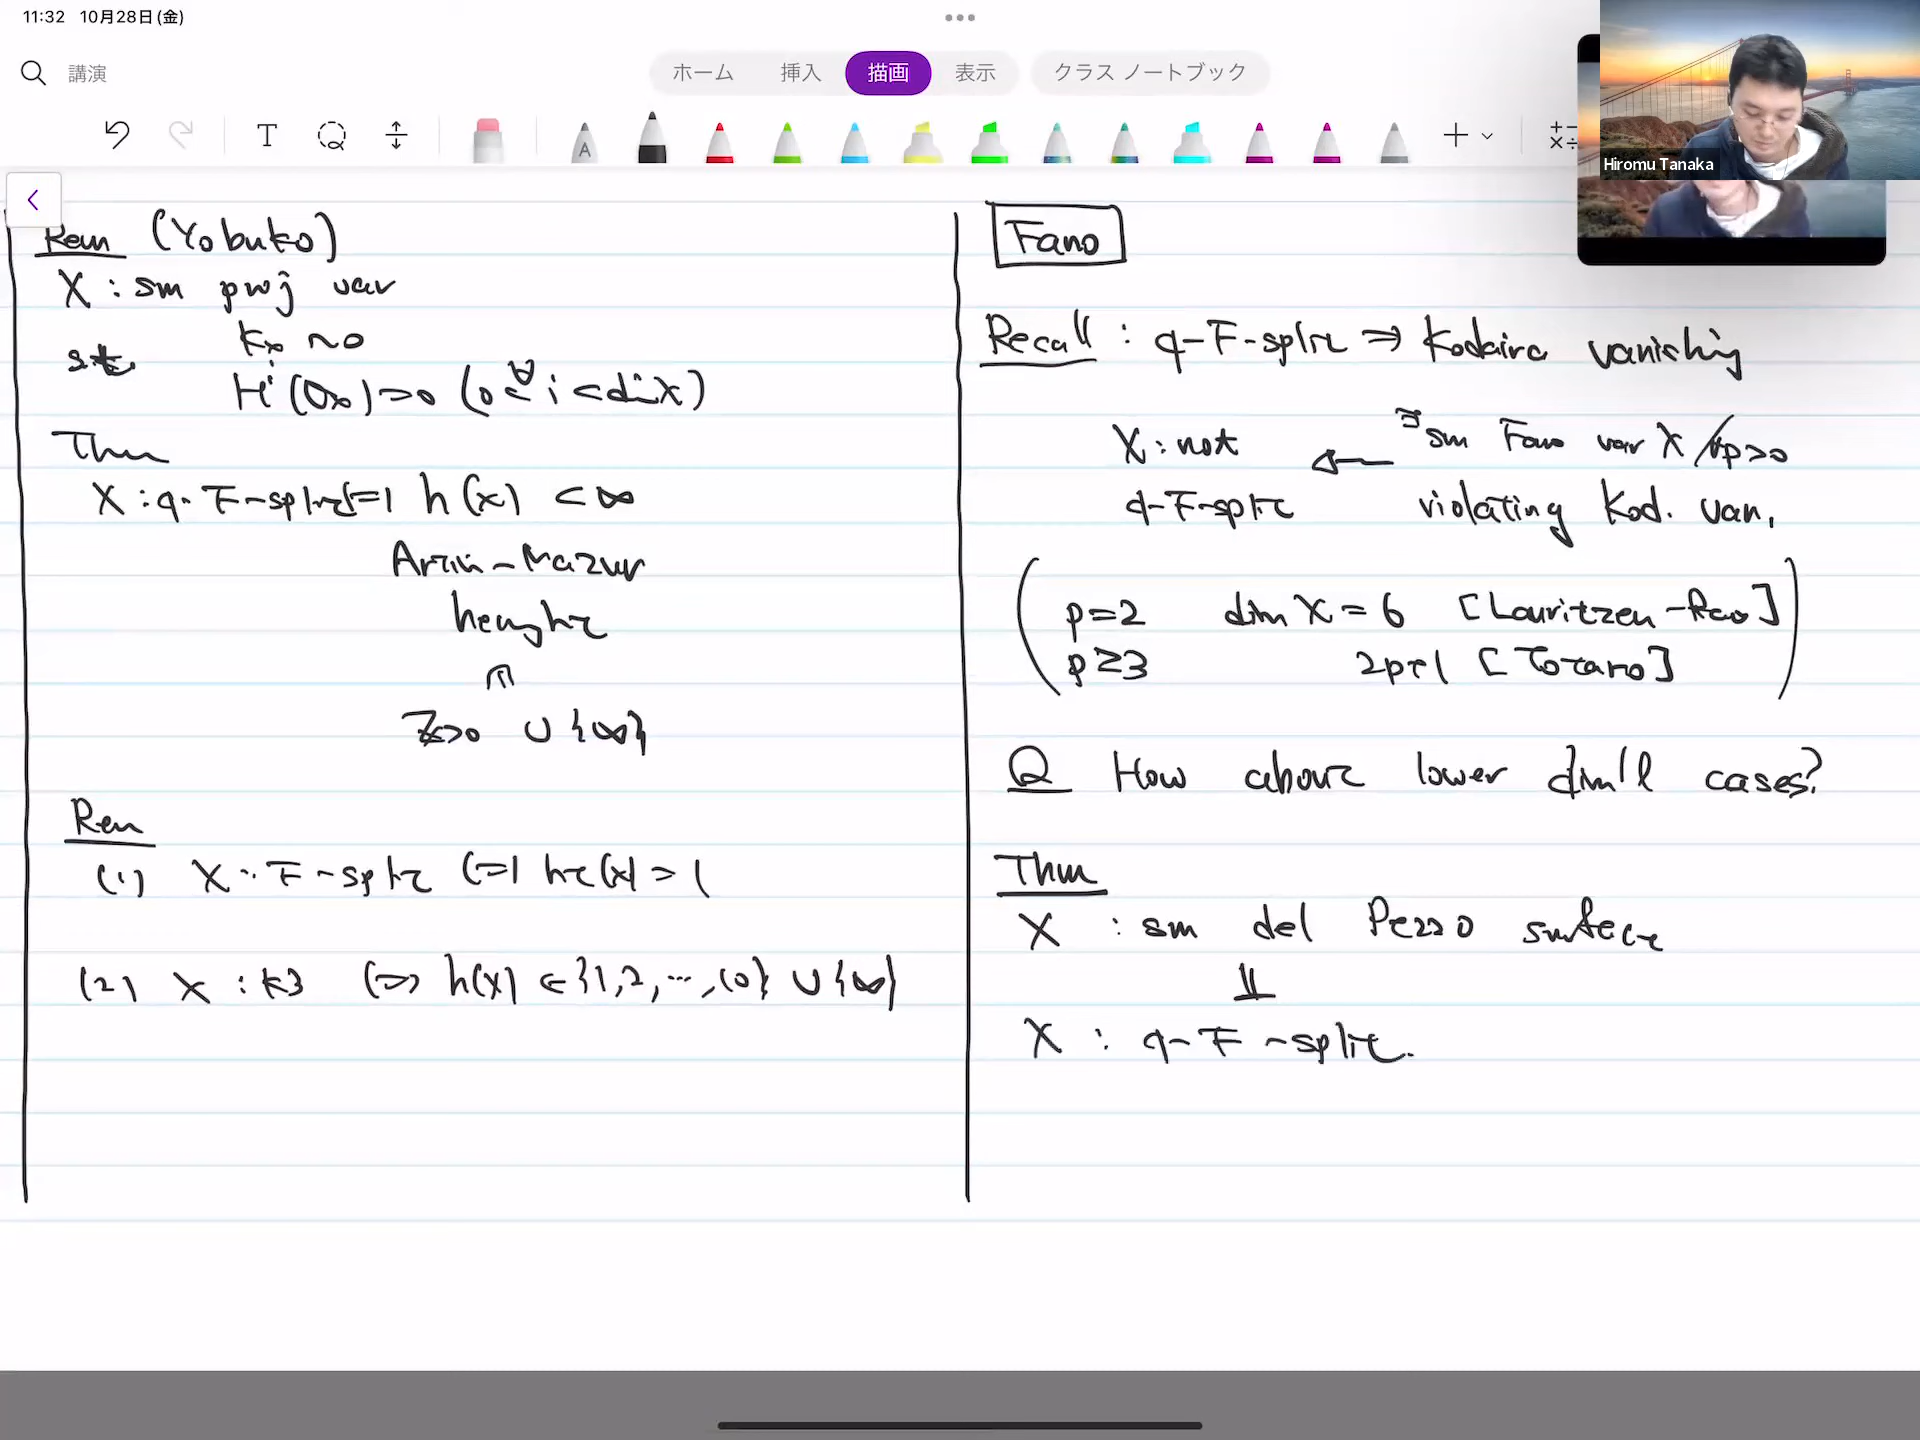 11:32 10月28日(金)
講演
ホーム 挿入 描画 表示 クラス ノートブック
Hiromu Tanaka
Rem (Yobuko)
X : sm proj var
s.t. Kx ~ 0
H^i(Ox) = 0 (0 < ∀i < dim X)
Thm
X : q-F-split ⇔ h(X) < ∞
Artin-Mazur
height
∈
Z>0 ∪ {∞}
Rem
(1) X : F-split ⇔ ht(X) = 1
(2) X : K3 ⇒ h(X) ∈ {1,2,…,10} ∪ {∞}
Fano
Recall : q-F-split ⇒ Kodaira vanishing
X : not ← ∃sm Fano var X / ∀p>0
q-F-split violating Kod. van.
p=2 dim X = 6 [Lauritzen-Rao]
p≥3 2p+1 [Totaro]
Q How about lower dim'l cases?
Thm
X : sm del Pezzo surface
⇓
X : q-F-split.